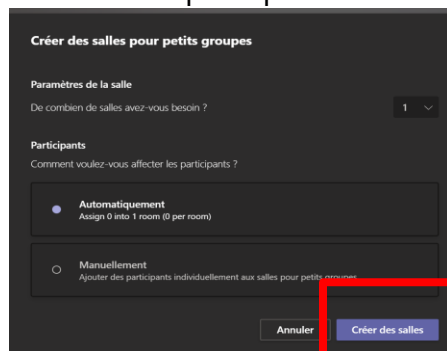 Créer des salles pour petits groupes
Paramètres de la salle
De combien de salles avez-vous besoin ?
1
Participants
Comment voulez-vous affecter les participants ?
Automatiquement
Assign 0 into 1 room (0 per room)
Manuellement
Ajouter des participants individuellement aux salles pour petits groupes
Annuler
Créer des salles